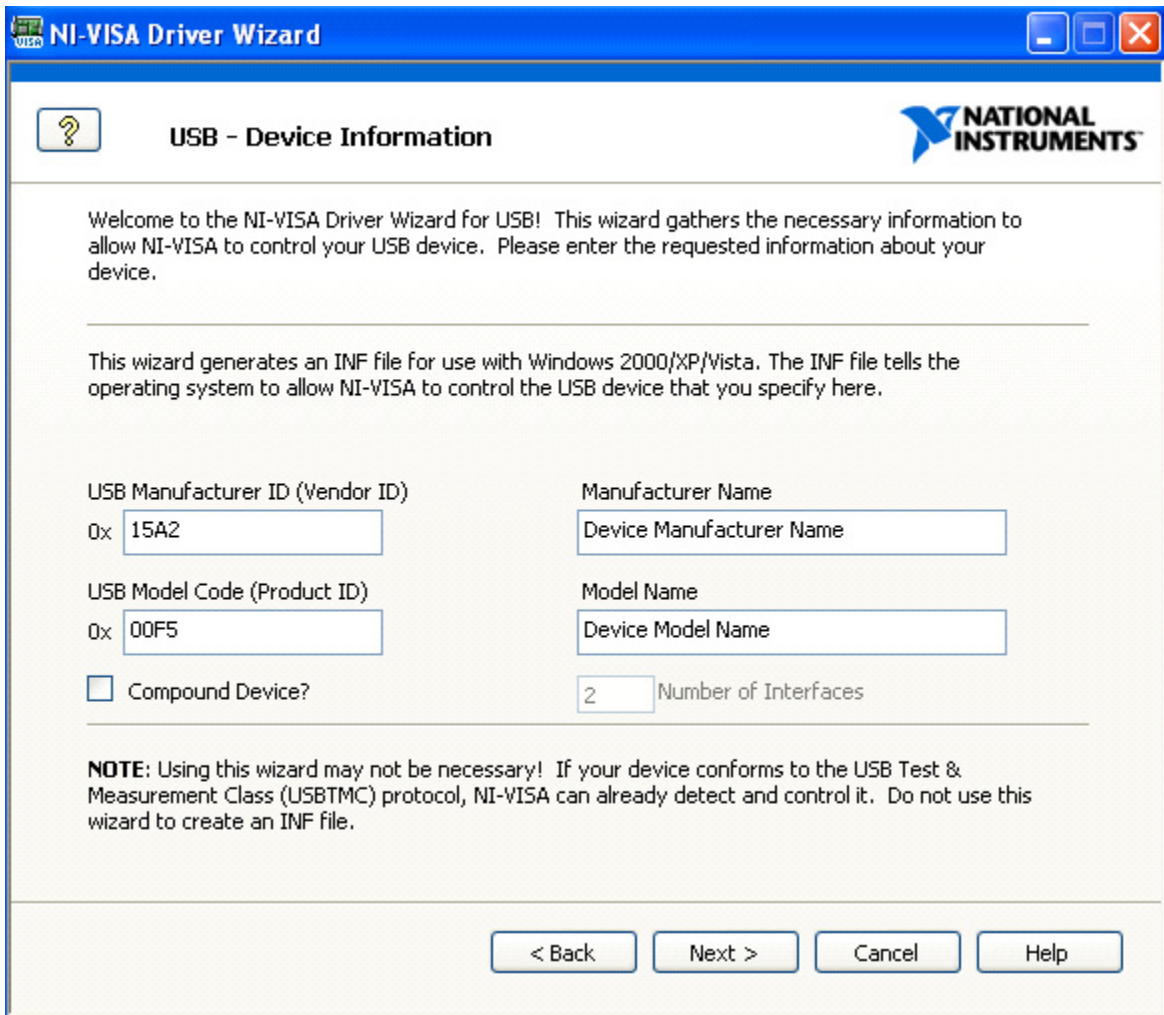 VISA NI-VISA Driver Wizard
? USB - Device Information NATIONAL
INSTRUMENTS™
Welcome to the NI-VISA Driver Wizard for USB!  This wizard gathers the necessary information to
allow NI-VISA to control your USB device.  Please enter the requested information about your
device.
This wizard generates an INF file for use with Windows 2000/XP/Vista. The INF file tells the
operating system to allow NI-VISA to control the USB device that you specify here.
USB Manufacturer ID (Vendor ID) Manufacturer Name
0x 15A2 Device Manufacturer Name
USB Model Code (Product ID) Model Name
0x 00F5 Device Model Name
Compound Device? 2 Number of Interfaces
NOTE: Using this wizard may not be necessary!  If your device conforms to the USB Test &
Measurement Class (USBTMC) protocol, NI-VISA can already detect and control it.  Do not use this
wizard to create an INF file.
< Back Next > Cancel Help